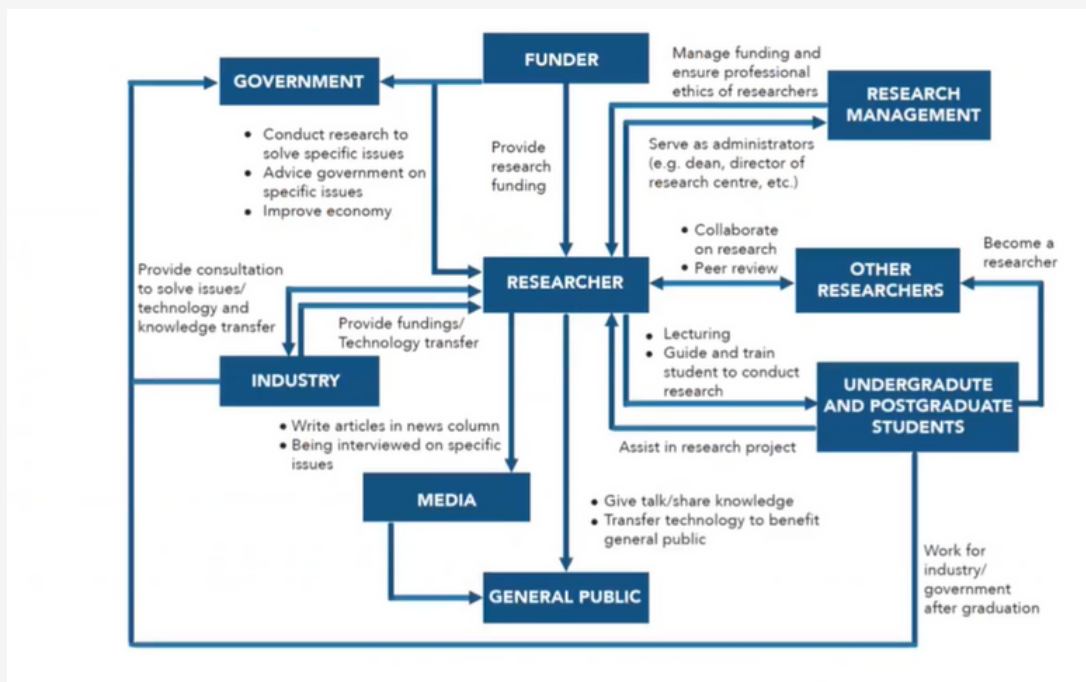 FUNDER
GOVERNMENT
Manage funding and
ensure professional
ethics of researchers
RESEARCH
MANAGEMENT
• Conduct research to
solve specific issues
• Advice government on
specific issues
• Improve economy
Provide
research
funding
Serve as administrators
(e.g. dean, director of
research centre, etc.)
• Collaborate
on research
• Peer review
Become a
researcher
Provide consultation
to solve issues/
technology and
knowledge transfer
RESEARCHER
OTHER
RESEARCHERS
Provide fundings/
Technology transfer
• Lecturing
• Guide and train
student to conduct
research
INDUSTRY
UNDERGRADUTE
AND POSTGRADUATE
STUDENTS
• Write articles in news column
• Being interviewed on specific
issues
Assist in research project
MEDIA
• Give talk/share knowledge
• Transfer technology to benefit
general public
Work for
industry/
government
after graduation
GENERAL PUBLIC